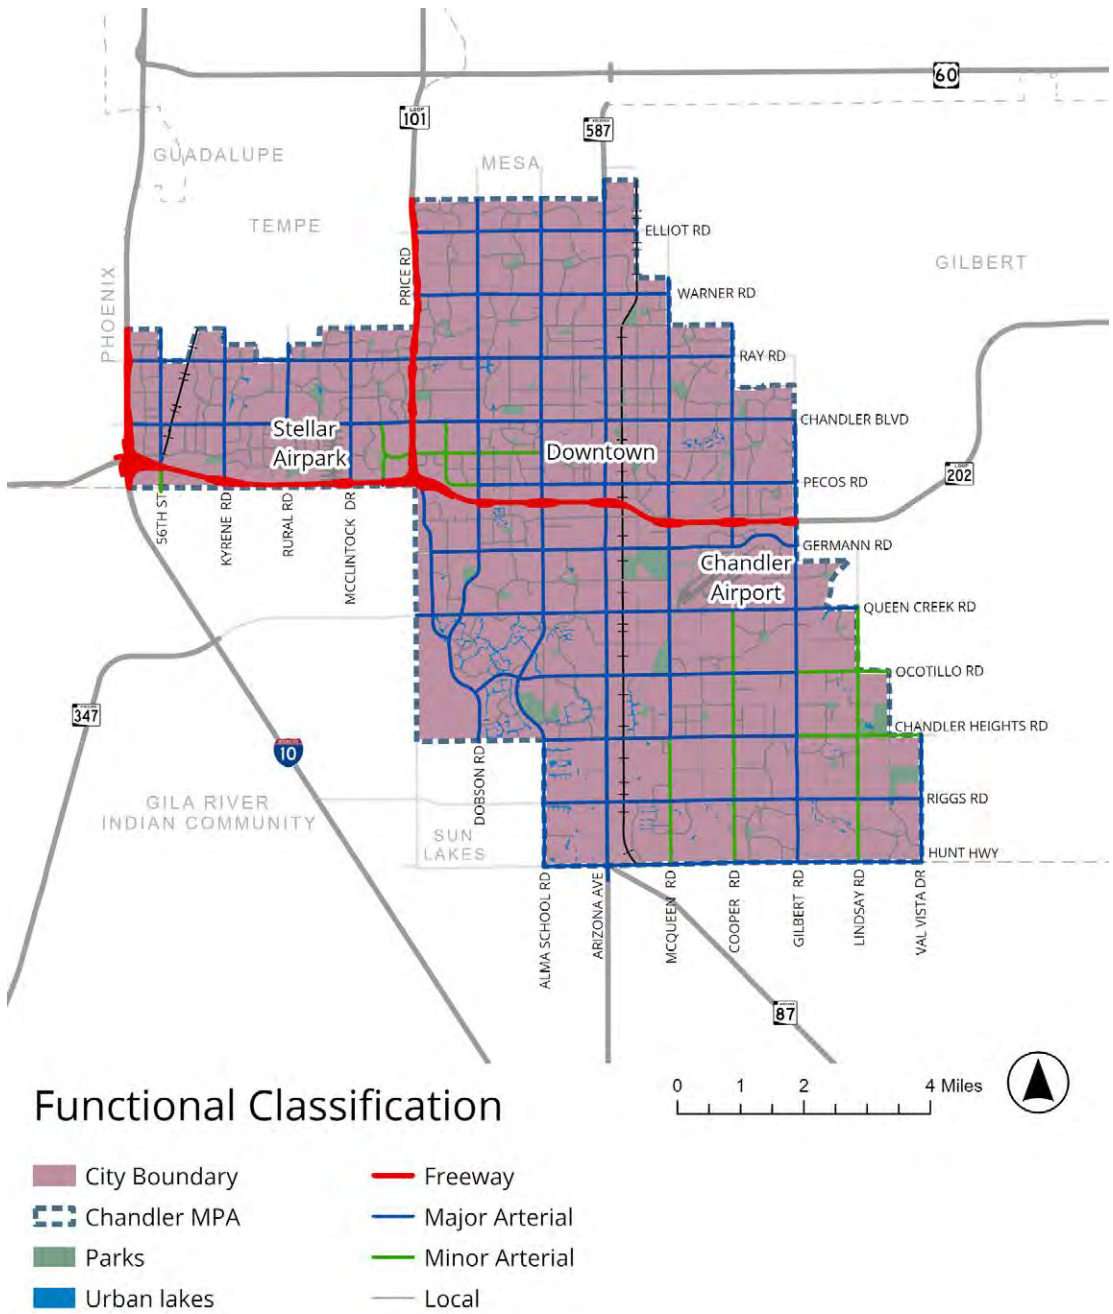 60
LOOP
101
ARIZONA
587
GUADALUPE
MESA
TEMPE
ELLIOT RD
GILBERT
PRICE RD
WARNER RD
PHOENIX
RAY RD
CHANDLER BLVD
Stellar
Airpark
Downtown
LOOP
202
PECOS RD
56TH ST
KYRENE RD
RURAL RD
MCCLINTOCK DR
GERMANN RD
Chandler
Airport
QUEEN CREEK RD
OCOTILLO RD
347
CHANDLER HEIGHTS RD
10
DOBSON RD
GILA RIVER
INDIAN COMMUNITY
RIGGS RD
SUN
LAKES
HUNT HWY
ALMA SCHOOL RD
ARIZONA AVE
MCQUEEN RD
COOPER RD
GILBERT RD
LINDSAY RD
VAL VISTA DR
87
0 1 2 4 Miles
Functional Classification
City Boundary
Freeway
Chandler MPA
Major Arterial
Parks
Minor Arterial
Urban lakes
Local